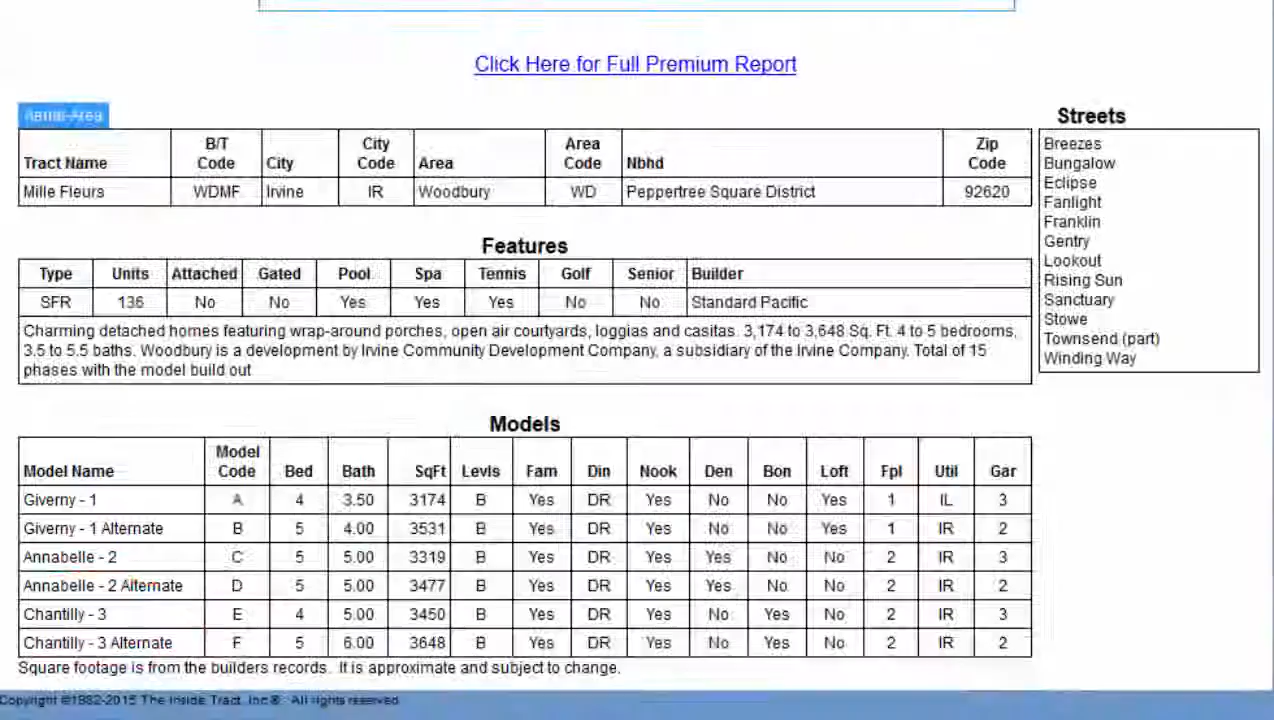 Click Here for Full Premium Report
Aerial Area
Streets
Tract Name B/T Code City City Code Area Area Code Nbhd Zip Code
Mille Fleurs WDMF Irvine IR Woodbury WD Peppertree Square District 92620
Breezes
Bungalow
Eclipse
Fanlight
Franklin
Gentry
Lookout
Rising Sun
Sanctuary
Stowe
Townsend (part)
Winding Way
Features
Type Units Attached Gated Pool Spa Tennis Golf Senior Builder
SFR 136 No No Yes Yes Yes No No Standard Pacific
Charming detached homes featuring wrap-around porches, open air courtyards, loggias and casitas. 3,174 to 3,648 Sq. Ft. 4 to 5 bedrooms,
3.5 to 5.5 baths. Woodbury is a development by Irvine Community Development Company, a subsidiary of the Irvine Company. Total of 15
phases with the model build out
Models
Model Name Model Code Bed Bath SqFt Levls Fam Din Nook Den Bon Loft Fpl Util Gar
Giverny - 1 A 4 3.50 3174 B Yes DR Yes No No Yes 1 IL 3
Giverny - 1 Alternate B 5 4.00 3531 B Yes DR Yes No No Yes 1 IR 2
Annabelle - 2 C 5 5.00 3319 B Yes DR Yes Yes No No 2 IR 3
Annabelle - 2 Alternate D 5 5.00 3477 B Yes DR Yes Yes No No 2 IR 2
Chantilly - 3 E 4 5.00 3450 B Yes DR Yes No Yes No 2 IR 3
Chantilly - 3 Alternate F 5 6.00 3648 B Yes DR Yes No Yes No 2 IR 2
Square footage is from the builders records. It is approximate and subject to change.
Copyright ©1982-2015 The Inside Tract, Inc.®. All rights reserved